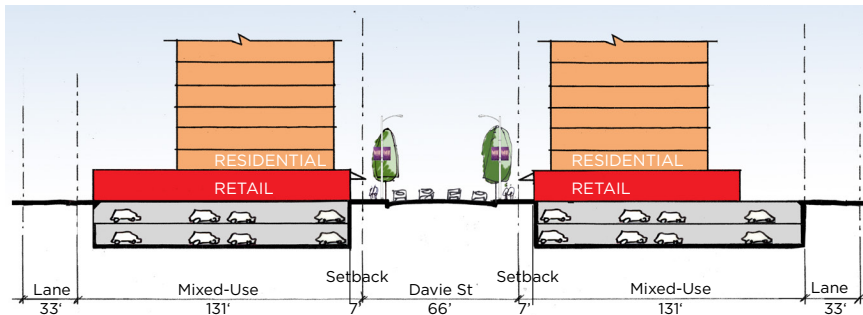 RESIDENTIAL
RETAIL
RESIDENTIAL
RETAIL
Lane
33‘
Mixed-Use
131‘
Setback
7'
Davie St
66’
Setback
7'
Mixed-Use
131‘
Lane
33‘